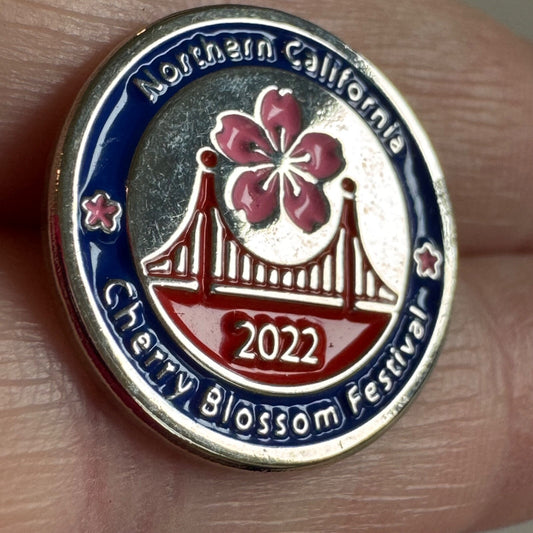 Northern California
2022
Cherry Blossom Festival